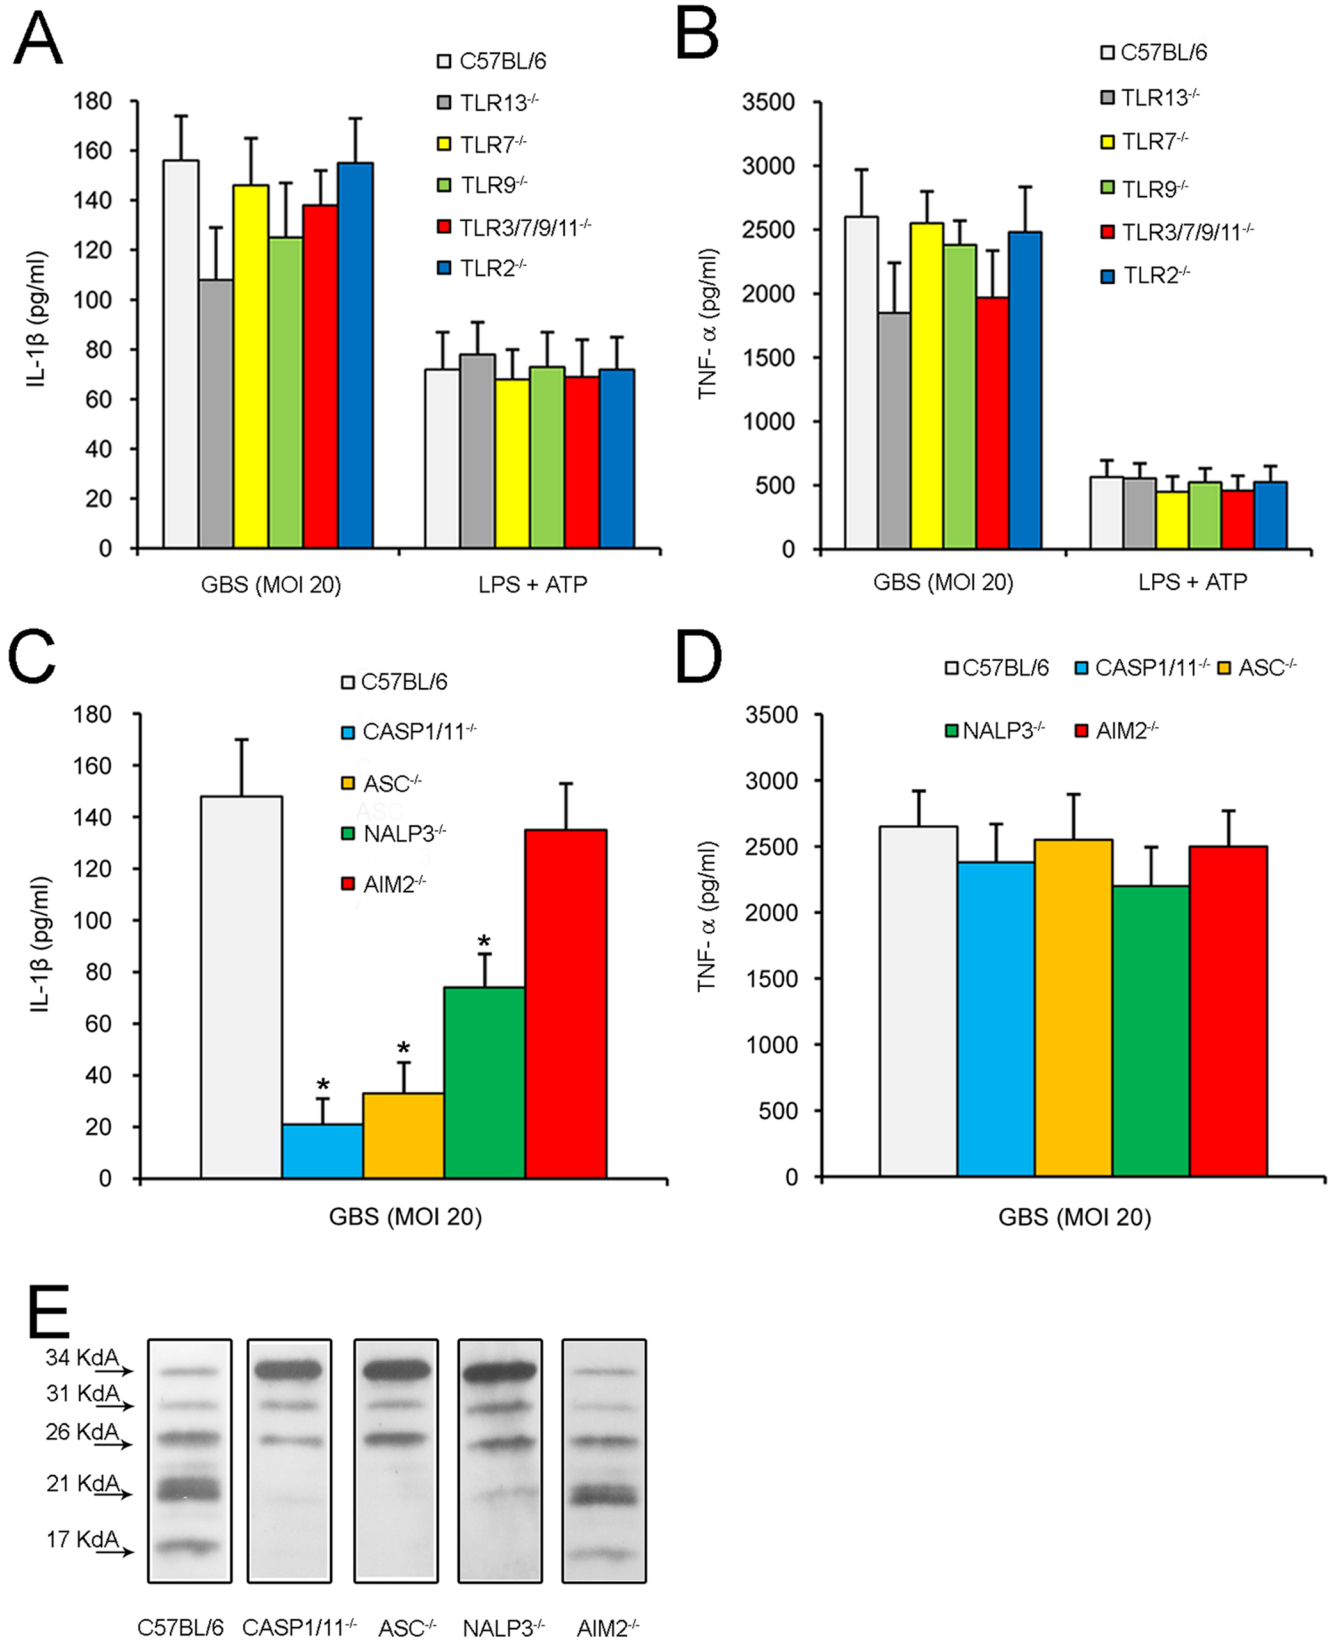 A
C57BL/6
TLR13-/-
TLR7-/-
TLR9-/-
TLR3/7/9/11-/-
TLR2-/-
IL-1β (pg/ml)
180
160
140
120
100
80
60
40
20
0
GBS (MOI 20) LPS + ATP
B
C57BL/6
TLR13-/-
TLR7-/-
TLR9-/-
TLR3/7/9/11-/-
TLR2-/-
TNF- α (pg/ml)
3500
3000
2500
2000
1500
1000
500
0
GBS (MOI 20) LPS + ATP
C
C57BL/6
CASP1/11-/-
ASC-/-
NALP3-/-
AIM2-/-
IL-1β (pg/ml)
180
160
140
120
100
80
60
40
20
0
* * *
GBS (MOI 20)
D
C57BL/6 CASP1/11-/- ASC-/-
NALP3-/- AIM2-/-
TNF- α (pg/ml)
3500
3000
2500
2000
1500
1000
500
0
GBS (MOI 20)
E
34 KdA
31 KdA
26 KdA
21 KdA
17 KdA
C57BL/6 CASP1/11-/- ASC-/- NALP3-/- AIM2-/-